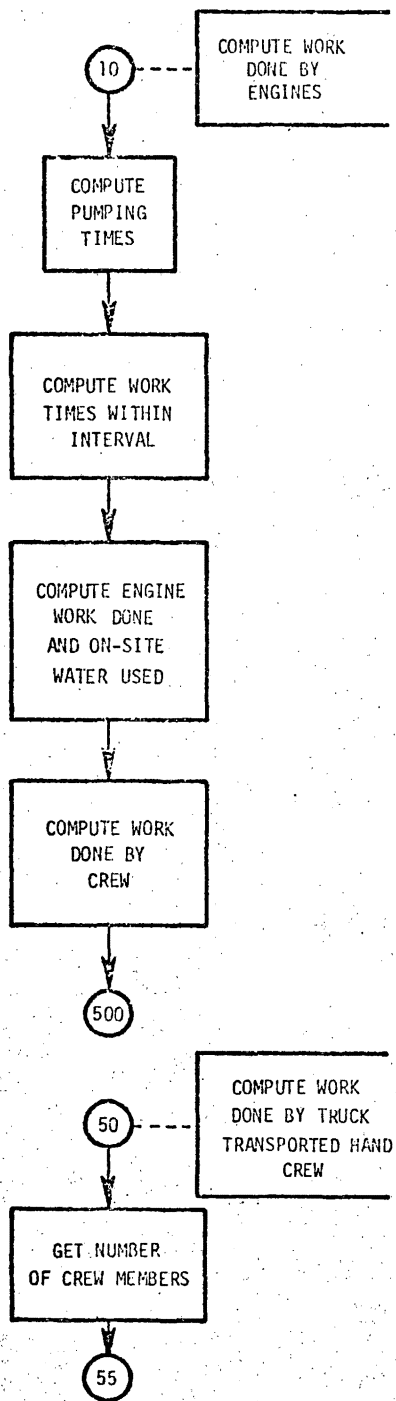 10
COMPUTE WORK
DONE BY
ENGINES
COMPUTE
PUMPING
TIMES
COMPUTE WORK
TIMES WITHIN
INTERVAL
COMPUTE ENGINE
WORK DONE
AND ON-SITE
WATER USED
COMPUTE WORK
DONE BY
CREW
500
50
COMPUTE WORK
DONE BY TRUCK
TRANSPORTED HAND
CREW
GET NUMBER
OF CREW MEMBERS
55